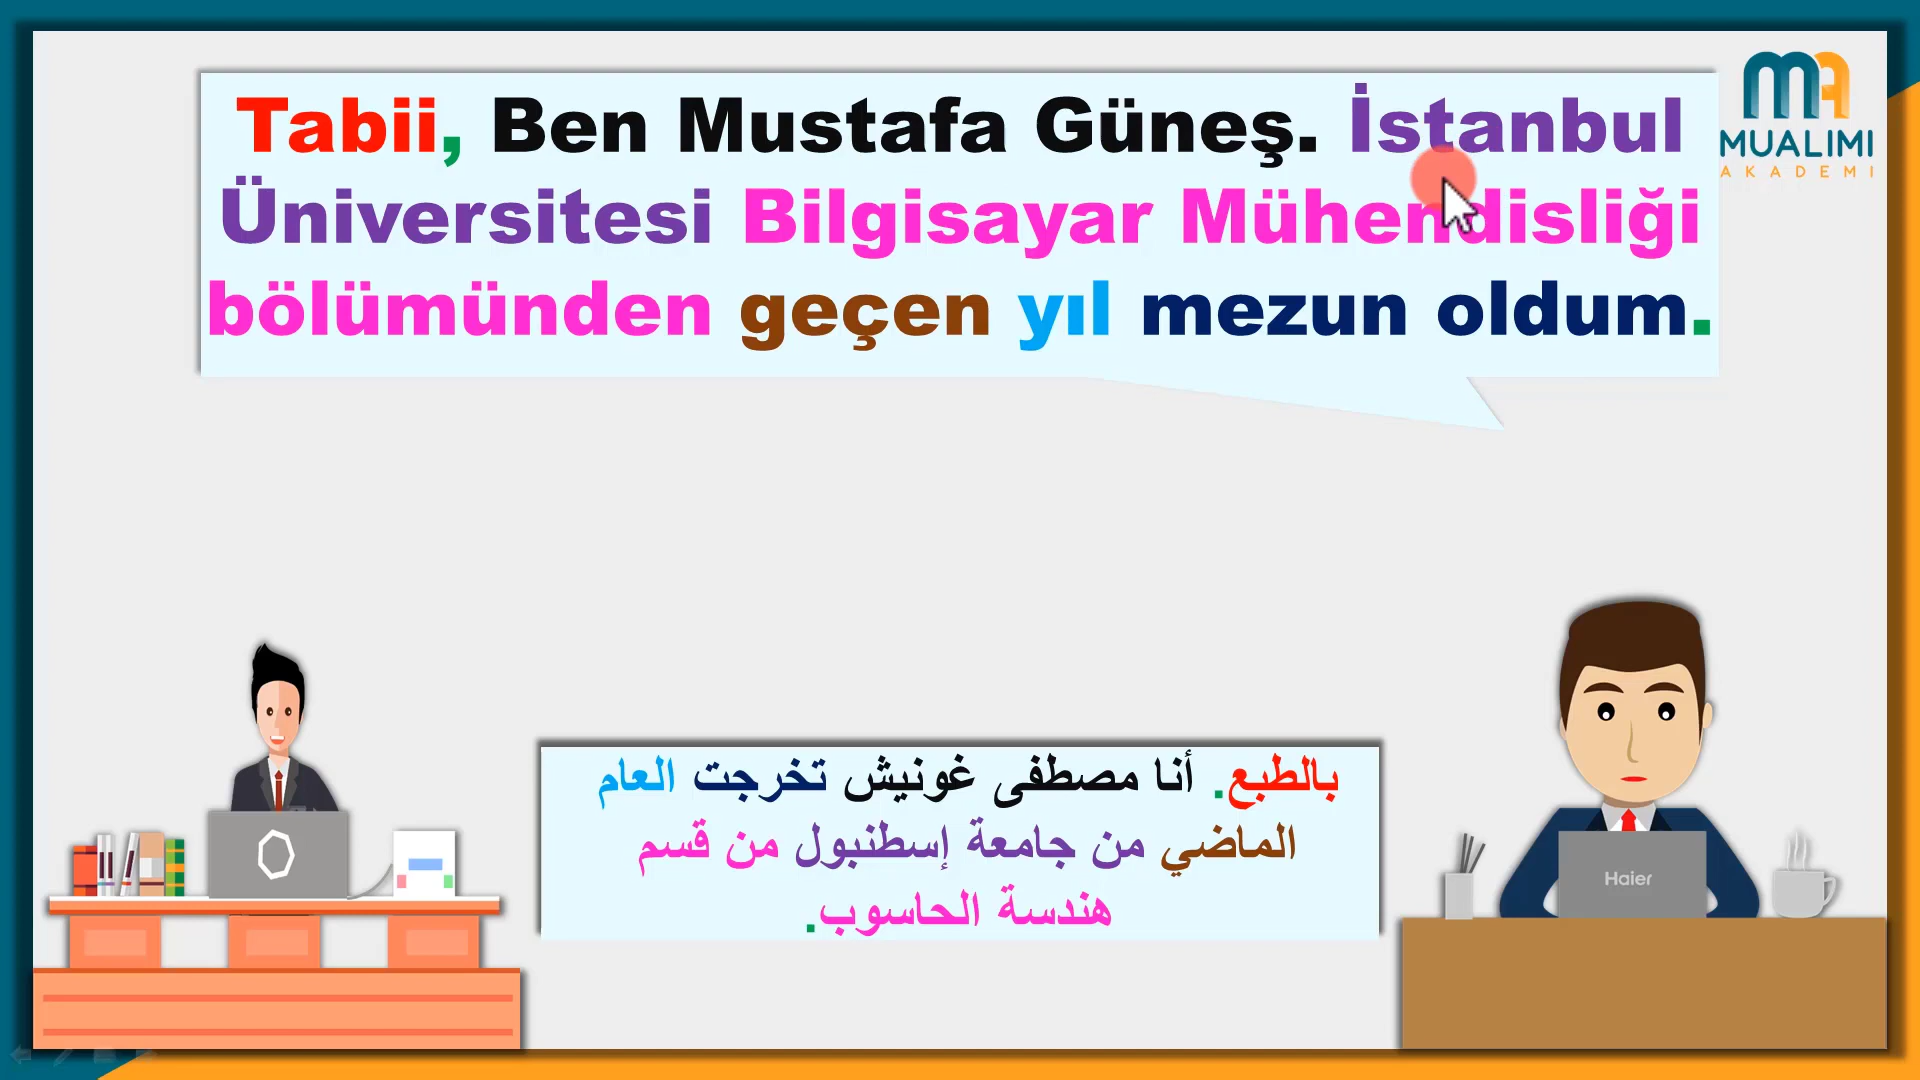 Tabii, Ben Mustafa Güneş. İstanbul
Üniversitesi Bilgisayar Mühendisliği
bölümünden geçen yıl mezun oldum.
MUALIMI
AKADEMI
بالطبع. أنا مصطفى غونيش تخرجت العام
الماضي من جامعة إسطنبول من قسم
هندسة الحاسوب.
Haier